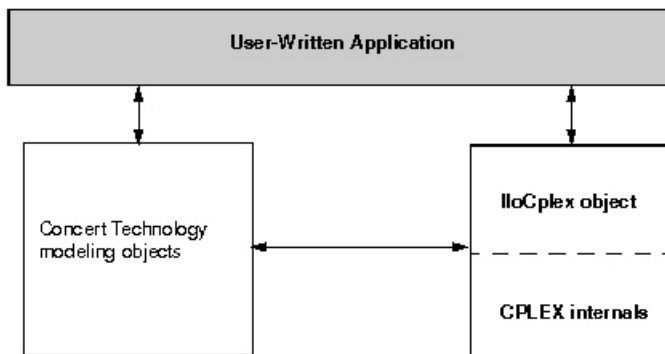 User-Written Application
Concert Technology
modeling objects
IloCplex object
CPLEX internals